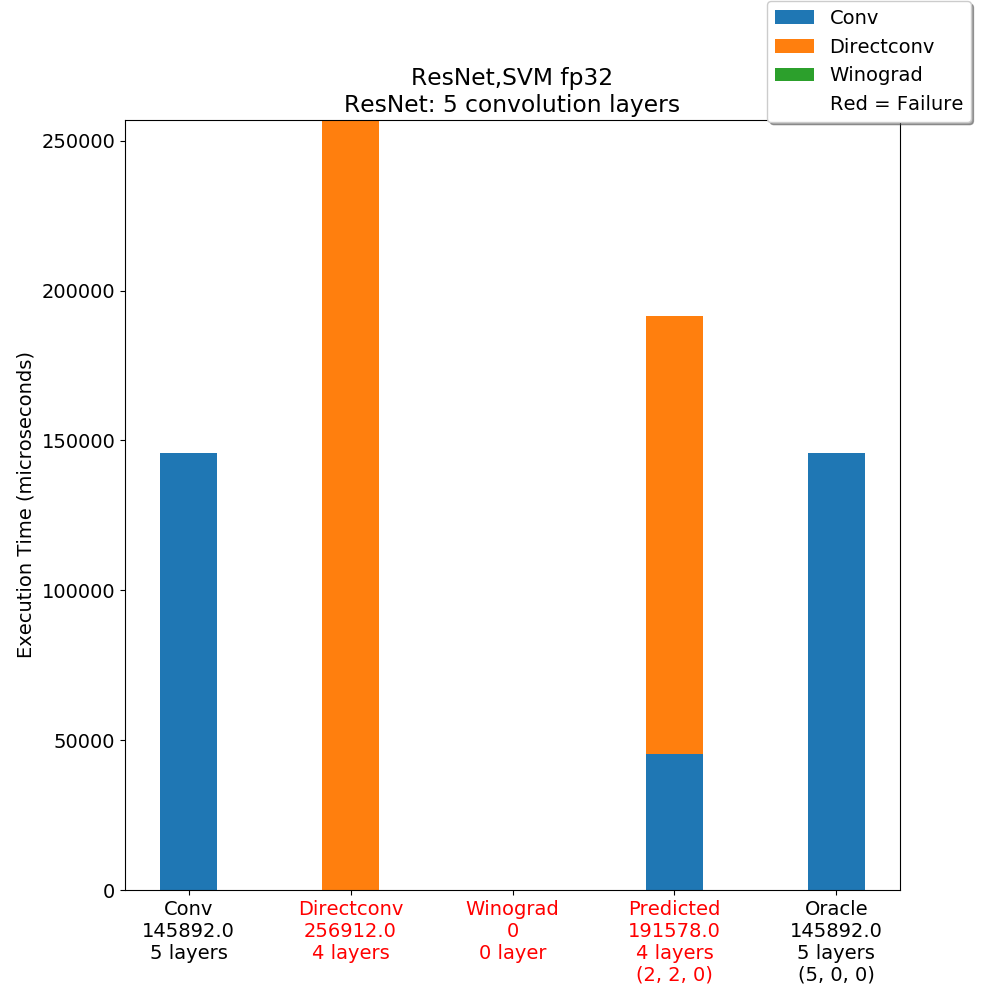 Conv
Directconv
Winograd
Red = Failure
ResNet,SVM fp32
ResNet: 5 convolution layers
Execution Time (microseconds)
250000
200000
150000
100000
50000
0
Conv
145892.0
5 layers
Directconv
256912.0
4 layers
Winograd
0
0 layer
Predicted
191578.0
4 layers
(2, 2, 0)
Oracle
145892.0
5 layers
(5, 0, 0)